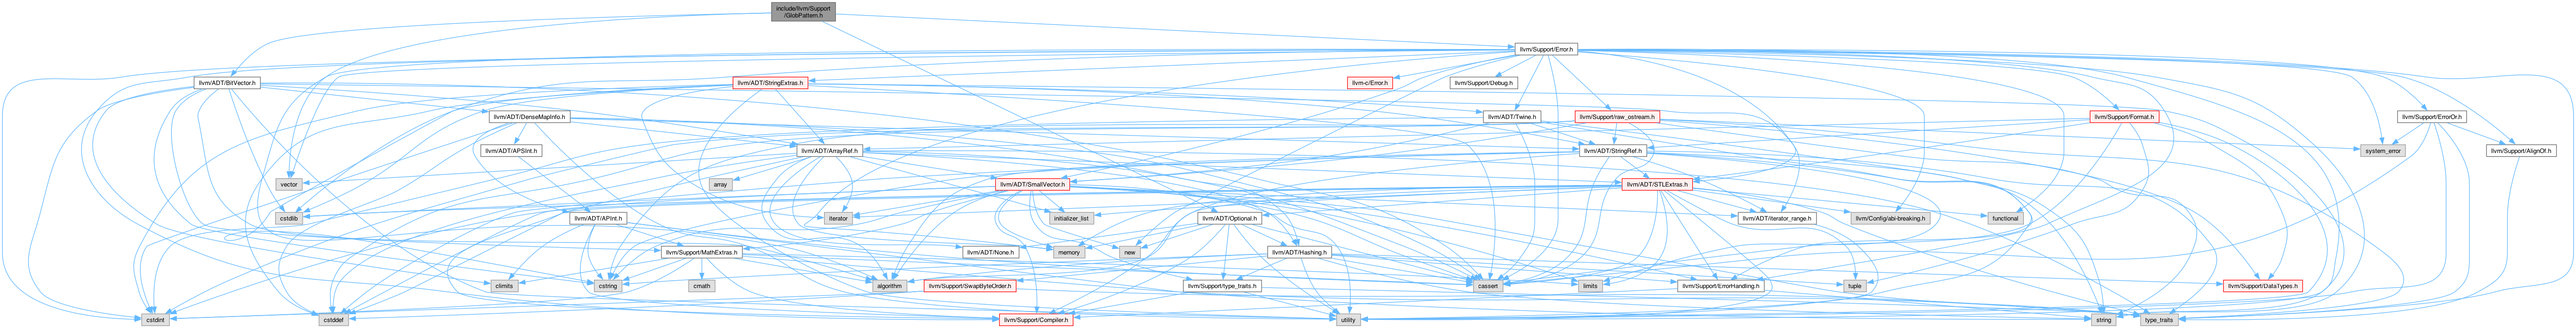 include/llvm/Support
/GlobPattern.h
llvm/Support/Error.h
llvm/ADT/BitVector.h
llvm/ADT/StringExtras.h
llvm-c/Error.h
llvm/Support/Debug.h
llvm/ADT/DenseMapInfo.h
llvm/ADT/Twine.h
llvm/Support/raw_ostream.h
llvm/Support/Format.h
llvm/Support/ErrorOr.h
llvm/ADT/APSInt.h
llvm/ADT/ArrayRef.h
llvm/ADT/StringRef.h
system_error
llvm/Support/AlignOf.h
vector
array
llvm/ADT/SmallVector.h
llvm/ADT/STLExtras.h
cstdlib
llvm/ADT/APInt.h
iterator
initializer_list
llvm/ADT/Optional.h
llvm/ADT/iterator_range.h
llvm/Config/abi-breaking.h
functional
llvm/Support/MathExtras.h
llvm/ADT/None.h
memory
new
llvm/ADT/Hashing.h
climits
cstring
cmath
algorithm
llvm/Support/SwapByteOrder.h
llvm/Support/type_traits.h
cassert
limits
llvm/Support/ErrorHandling.h
tuple
llvm/Support/DataTypes.h
cstdint
cstddef
llvm/Support/Compiler.h
utility
string
type_traits